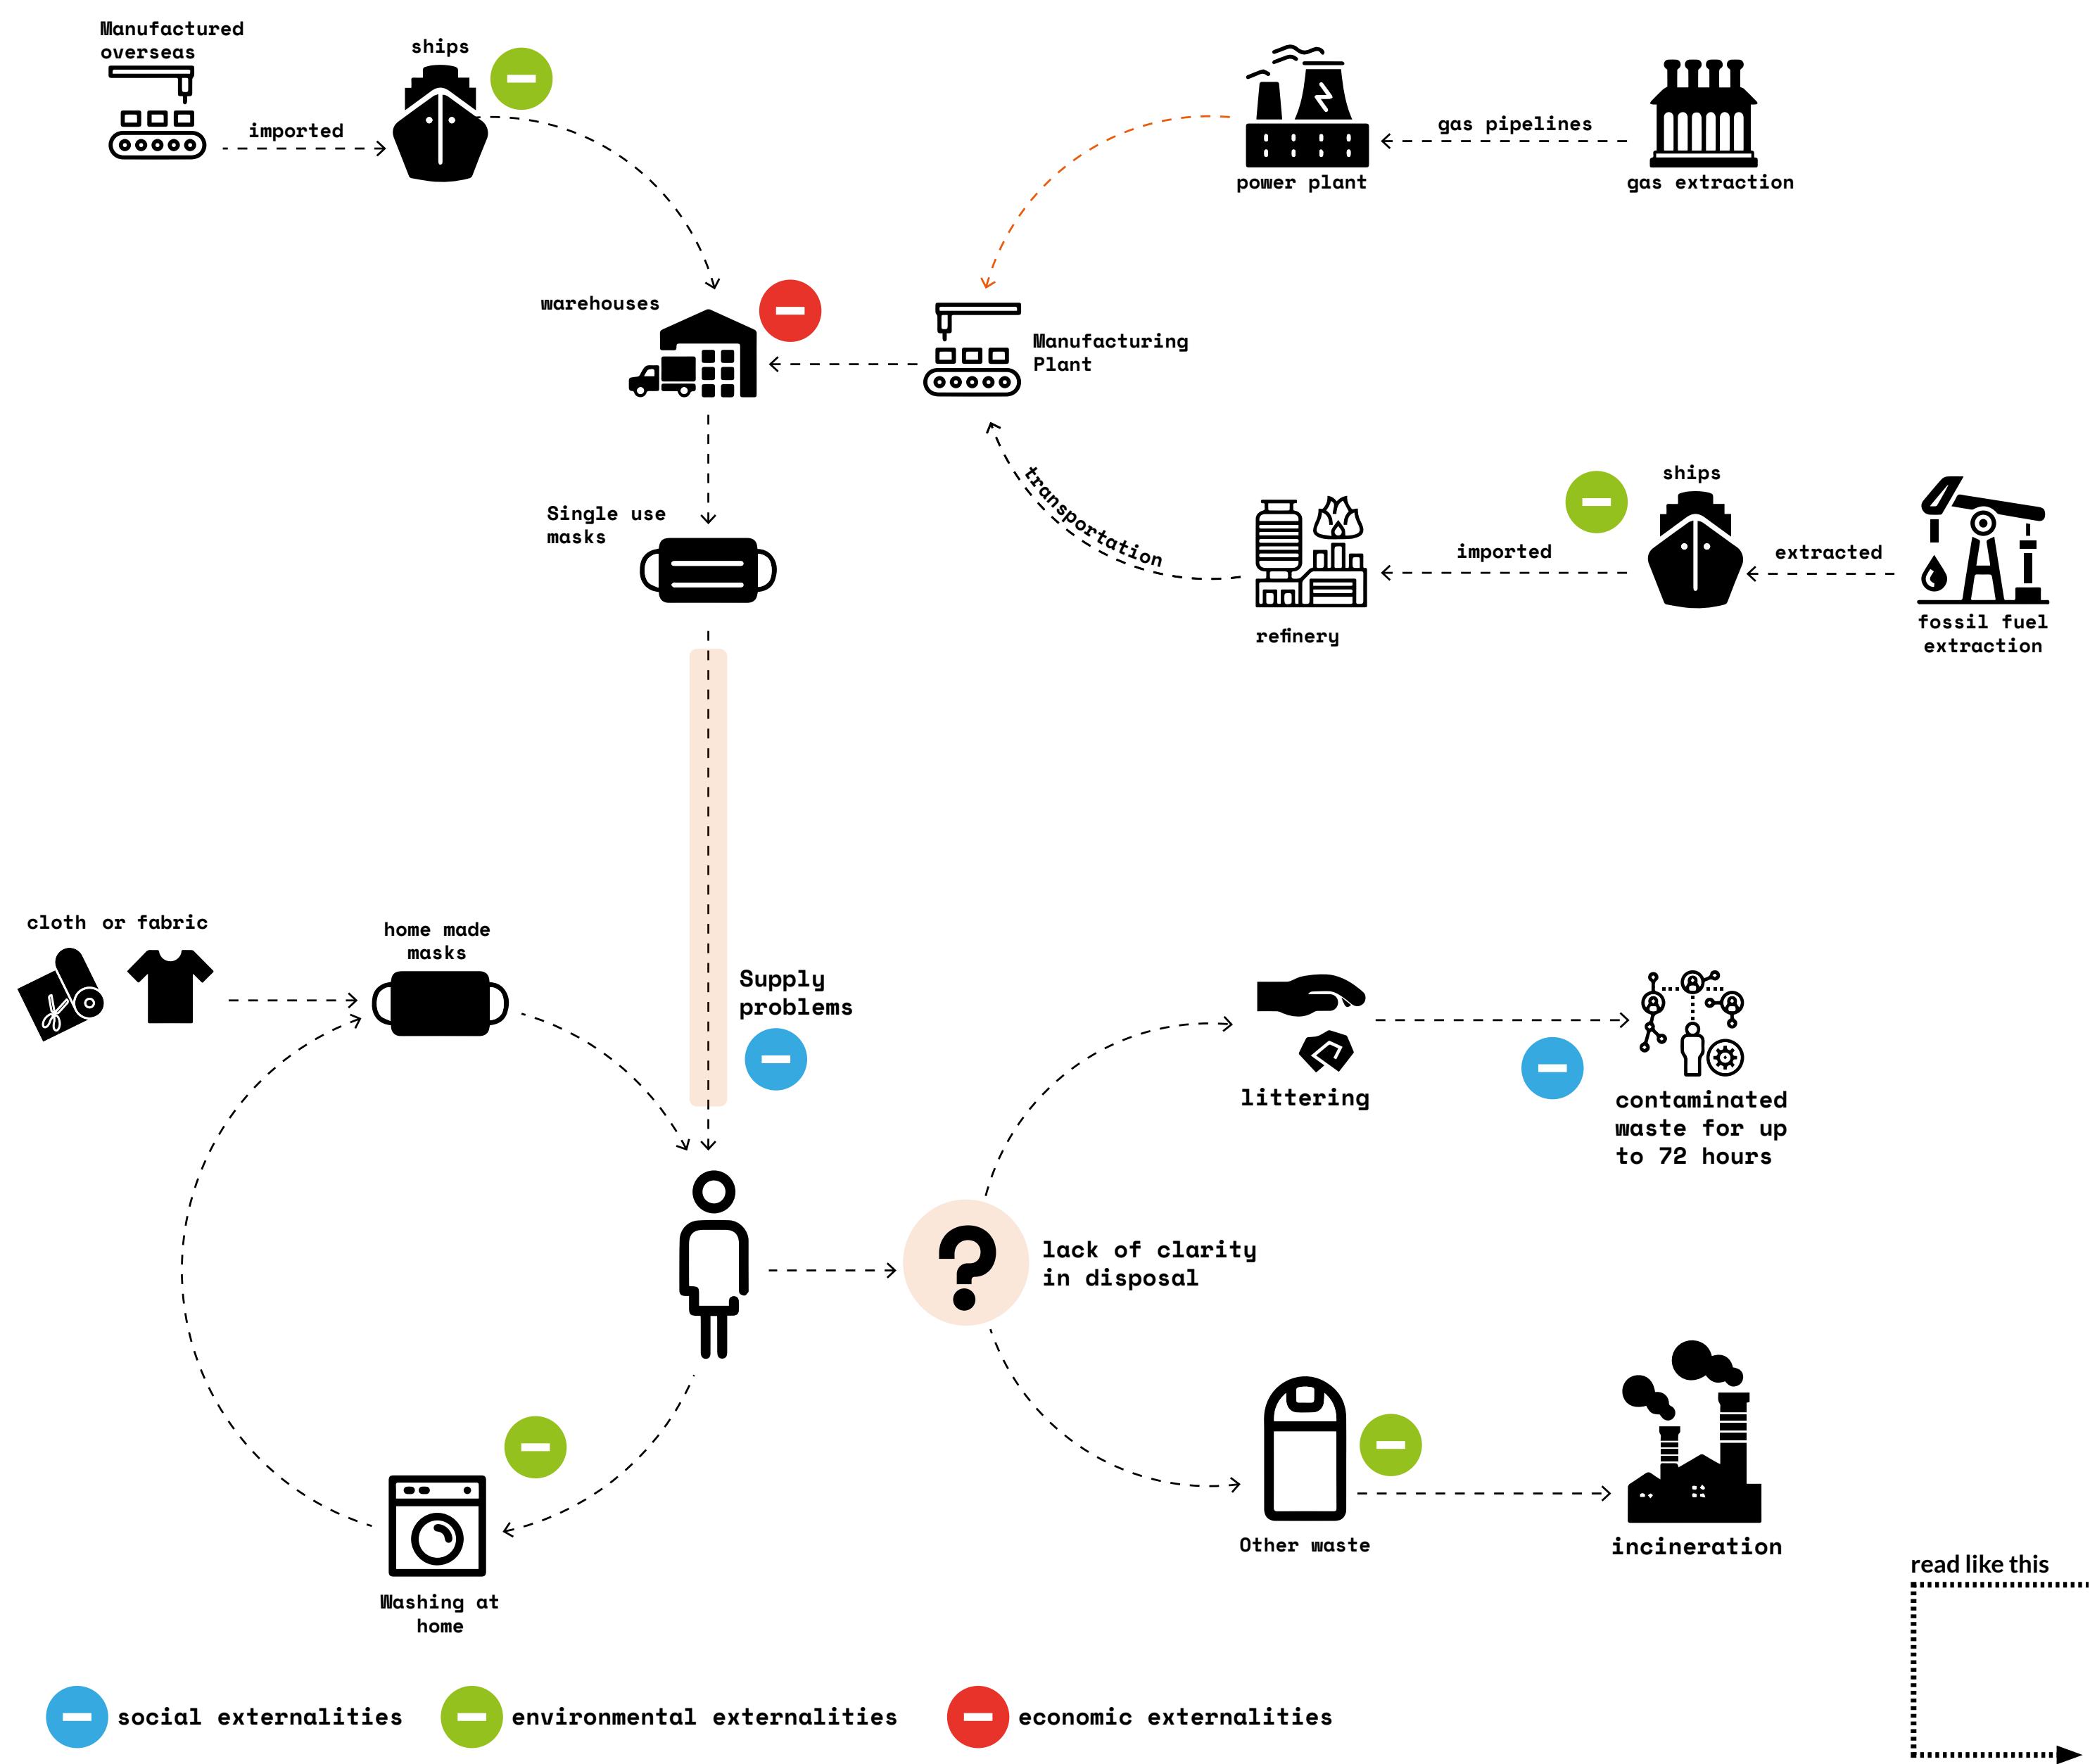 Manufactured
overseas
ships
imported
gas pipelines
power plant
gas extraction
warehouses
Manufacturing
Plant
Single use
masks
transportation
ships
imported
extracted
refinery
fossil fuel
extraction
cloth or fabric
home made
masks
Supply
problems
littering
contaminated
waste for up
to 72 hours
lack of clarity
in disposal
Other waste
incineration
Washing at
home
read like this
social externalities
environmental externalities
economic externalities